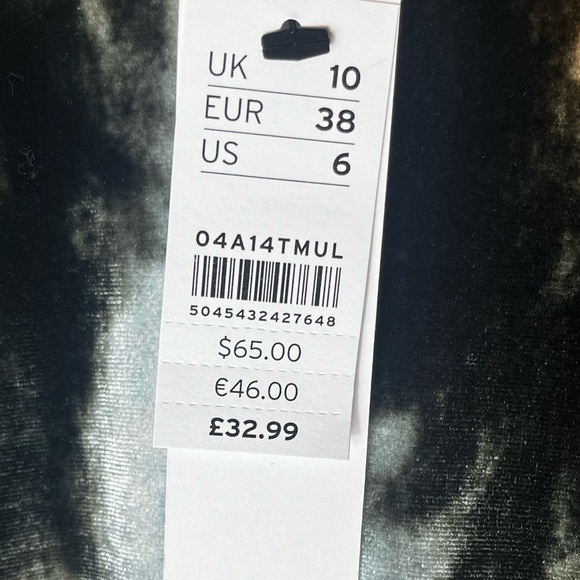 UK 10
EUR 38
US 6
04A14TMUL
5045432427648
$65.00
€46.00
£32.99